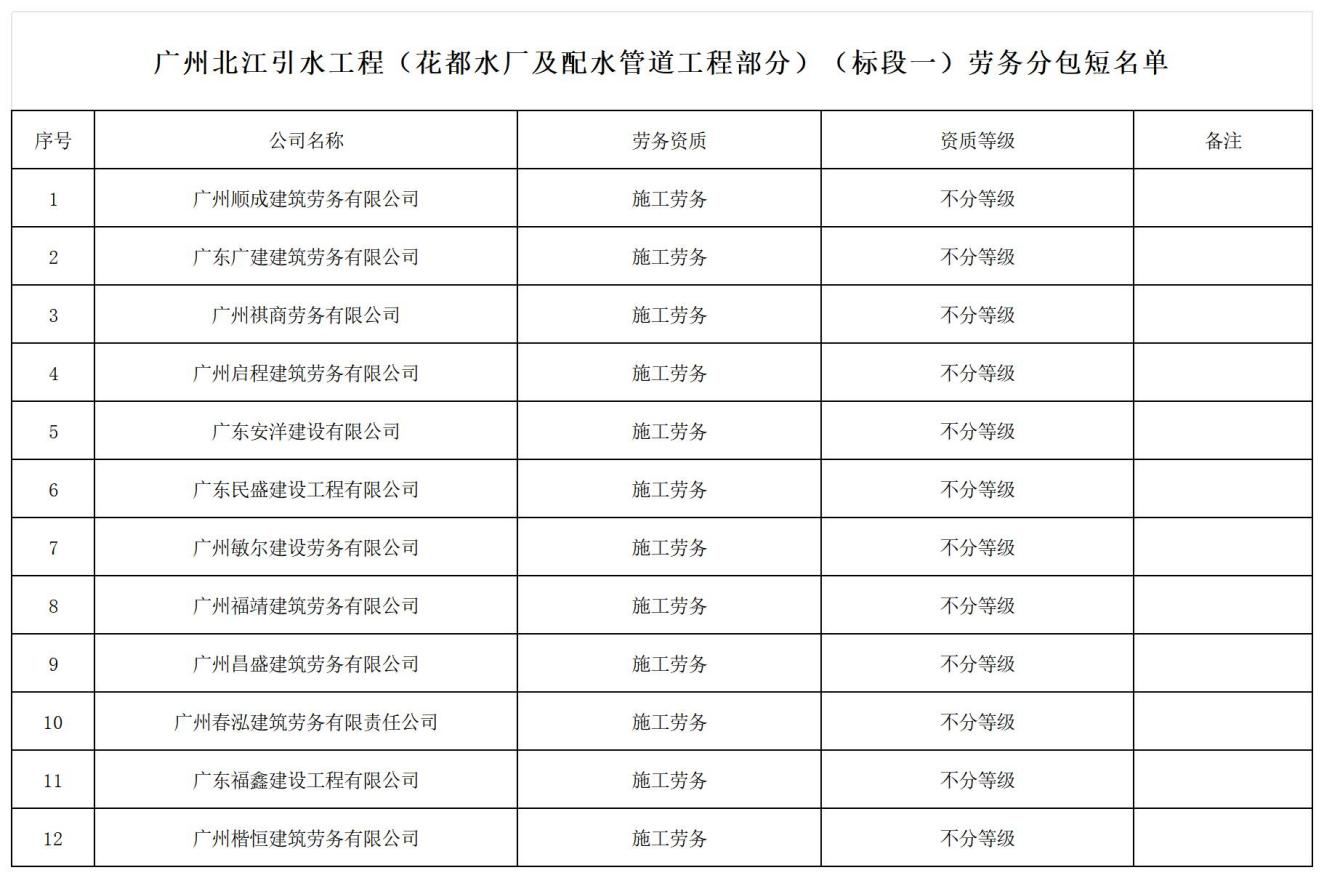 广州北江引水工程（花都水厂及配水管道工程部分）（标段一）劳务分包短名单
序号 公司名称 劳务资质 资质等级 备注
1 广州顺成建筑劳务有限公司 施工劳务 不分等级
2 广东广建建筑劳务有限公司 施工劳务 不分等级
3 广州祺商劳务有限公司 施工劳务 不分等级
4 广州启程建筑劳务有限公司 施工劳务 不分等级
5 广东安洋建设有限公司 施工劳务 不分等级
6 广东民盛建设工程有限公司 施工劳务 不分等级
7 广州敏尔建设劳务有限公司 施工劳务 不分等级
8 广州福靖建筑劳务有限公司 施工劳务 不分等级
9 广州昌盛建筑劳务有限公司 施工劳务 不分等级
10 广州春泓建筑劳务有限责任公司 施工劳务 不分等级
11 广东福鑫建设工程有限公司 施工劳务 不分等级
12 广州楷恒建筑劳务有限公司 施工劳务 不分等级